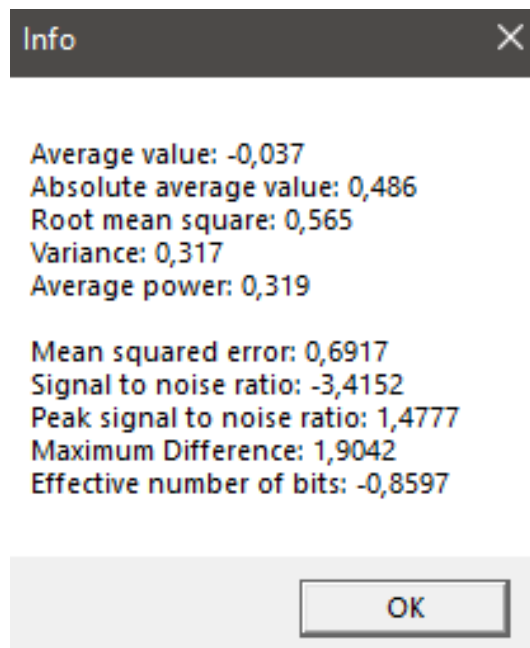 Info
Average value: -0,037
Absolute average value: 0,486
Root mean square: 0,565
Variance: 0,317
Average power: 0,319
Mean squared error: 0,6917
Signal to noise ratio: -3,4152
Peak signal to noise ratio: 1,4777
Maximum Difference: 1,9042
Effective number of bits: -0,8597
OK